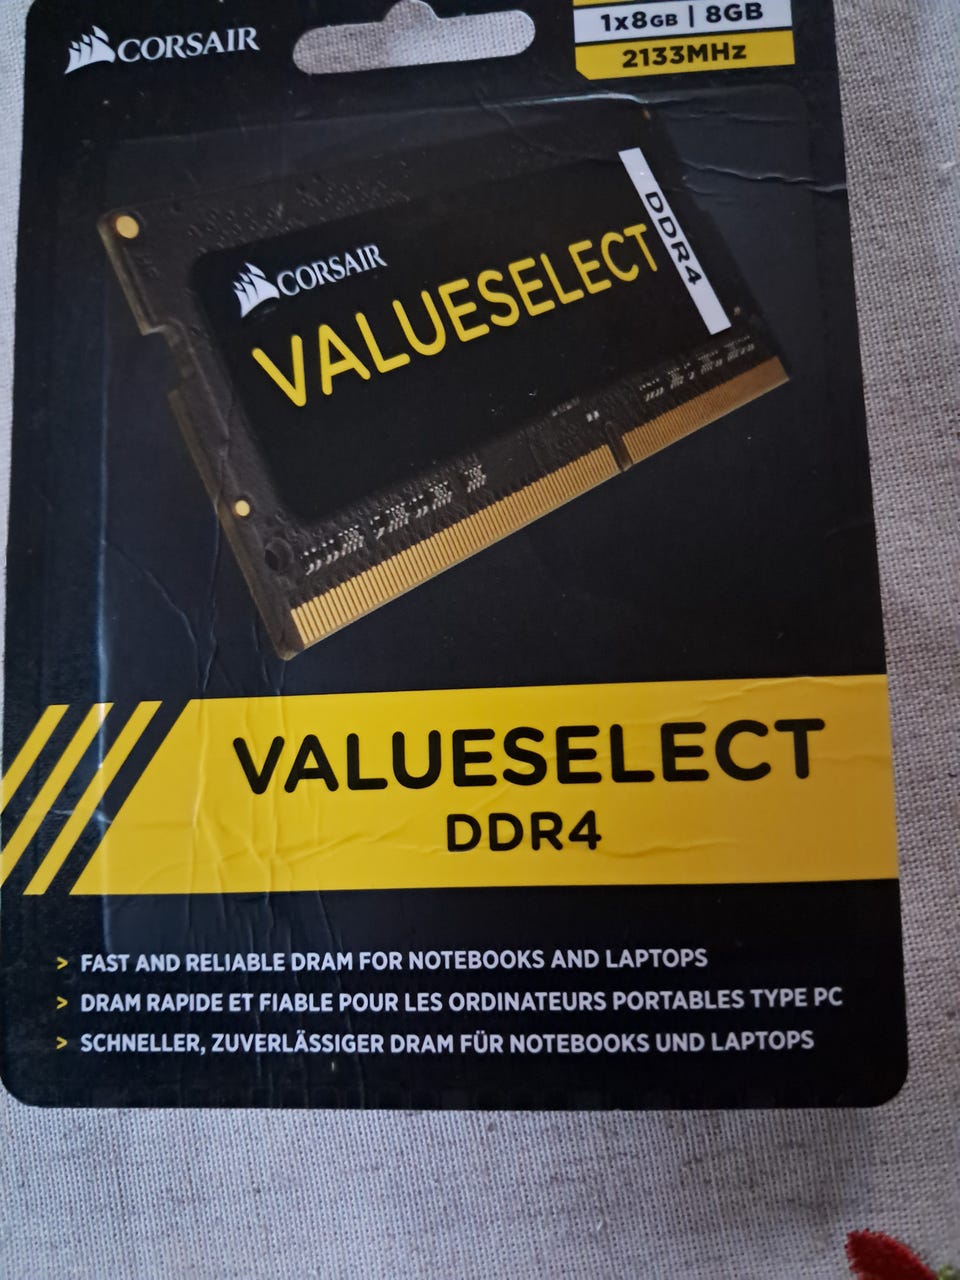 CORSAIR
1x8GB | 8GB
2133MHz
CORSAIR
VALUESELECT
DDR4
VALUESELECT
DDR4
> FAST AND RELIABLE DRAM FOR NOTEBOOKS AND LAPTOPS
> DRAM RAPIDE ET FIABLE POUR LES ORDINATEURS PORTABLES TYPE PC
> SCHNELLER, ZUVERLÄSSIGER DRAM FÜR NOTEBOOKS UND LAPTOPS